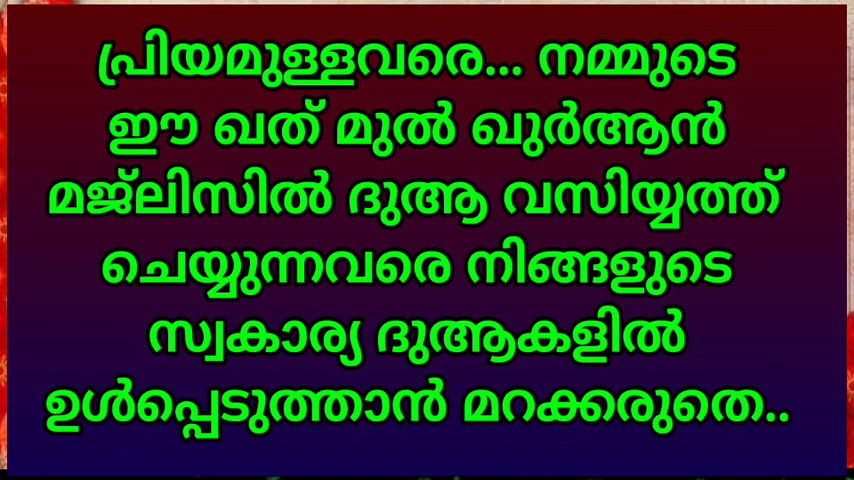 പ്രിയമുള്ളവരെ... നമ്മുടെ
ഈ ഖത് മുൽ ഖുർആൻ
മജ്ലിസിൽ ദുആ വസിയ്യത്ത്
ചെയ്യുന്നവരെ നിങ്ങളുടെ
സ്വകാര്യ ദുആകളിൽ
ഉൾപ്പെടുത്താൻ മറക്കരുതെ..